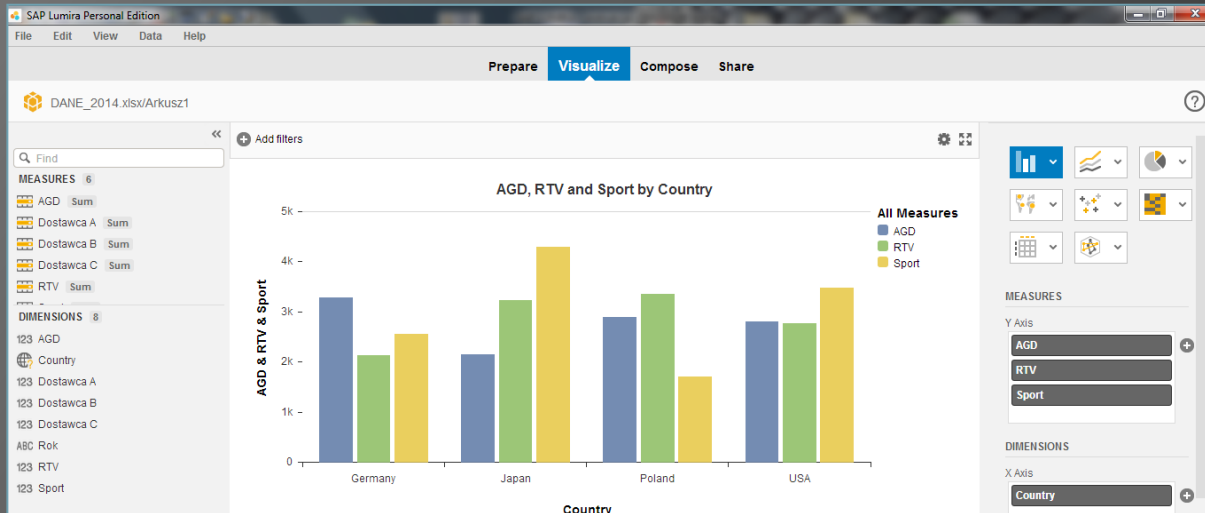 SAP Lumira Personal Edition
File Edit View Data Help
Prepare Visualize Compose Share
DANE_2014.xlsx/Arkusz1
?
Add filters
Find
MEASURES 6
AGD Sum
Dostawca A Sum
Dostawca B Sum
Dostawca C Sum
RTV Sum
DIMENSIONS 8
123 AGD
Country
123 Dostawca A
123 Dostawca B
123 Dostawca C
ABC Rok
123 RTV
123 Sport
AGD, RTV and Sport by Country
AGD & RTV & Sport
5k
4k
3k
2k
1k
0
Germany Japan Poland USA
Country
All Measures
AGD
RTV
Sport
MEASURES
Y Axis
AGD
RTV
Sport
DIMENSIONS
X Axis
Country